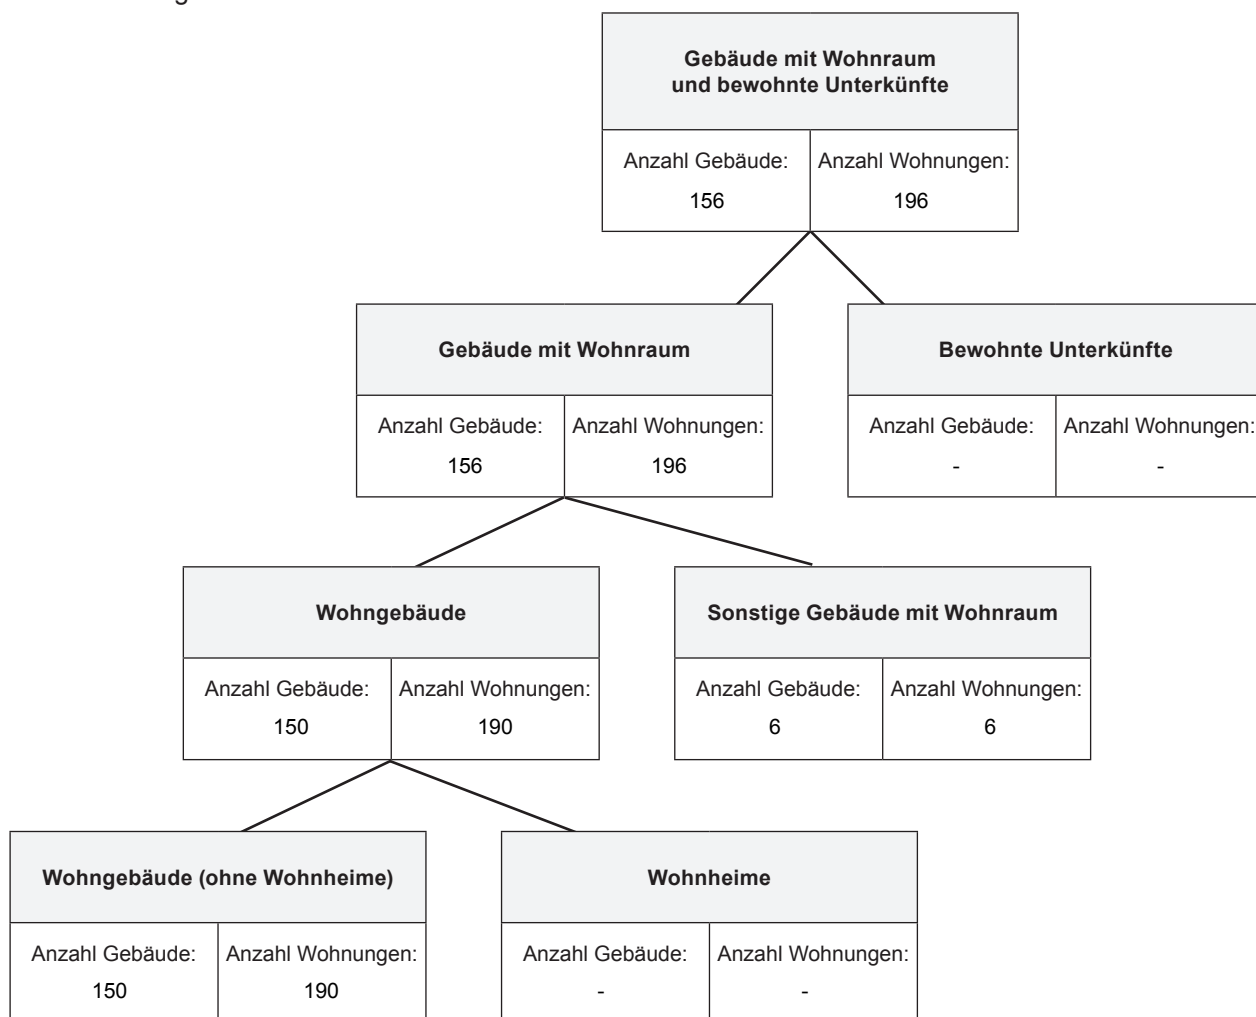 Gebäude mit Wohnraum
und bewohnte Unterkünfte
Anzahl Gebäude: Anzahl Wohnungen:
156 196
Gebäude mit Wohnraum
Anzahl Gebäude: Anzahl Wohnungen:
156 196
Bewohnte Unterkünfte
Anzahl Gebäude: Anzahl Wohnungen:
- -
Wohngebäude
Anzahl Gebäude: Anzahl Wohnungen:
150 190
Sonstige Gebäude mit Wohnraum
Anzahl Gebäude: Anzahl Wohnungen:
6 6
Wohngebäude (ohne Wohnheime)
Anzahl Gebäude: Anzahl Wohnungen:
150 190
Wohnheime
Anzahl Gebäude: Anzahl Wohnungen:
- -